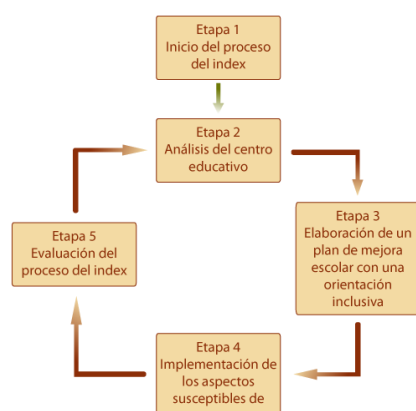 Etapa 1
Inicio del proceso
del index
Etapa 2
Análisis del centro
educativo
Etapa 3
Elaboración de un
plan de mejora
escolar con una
orientación
inclusiva
Etapa 4
Implementación de
los aspectos
susceptibles de
Etapa 5
Evaluación del
proceso del index